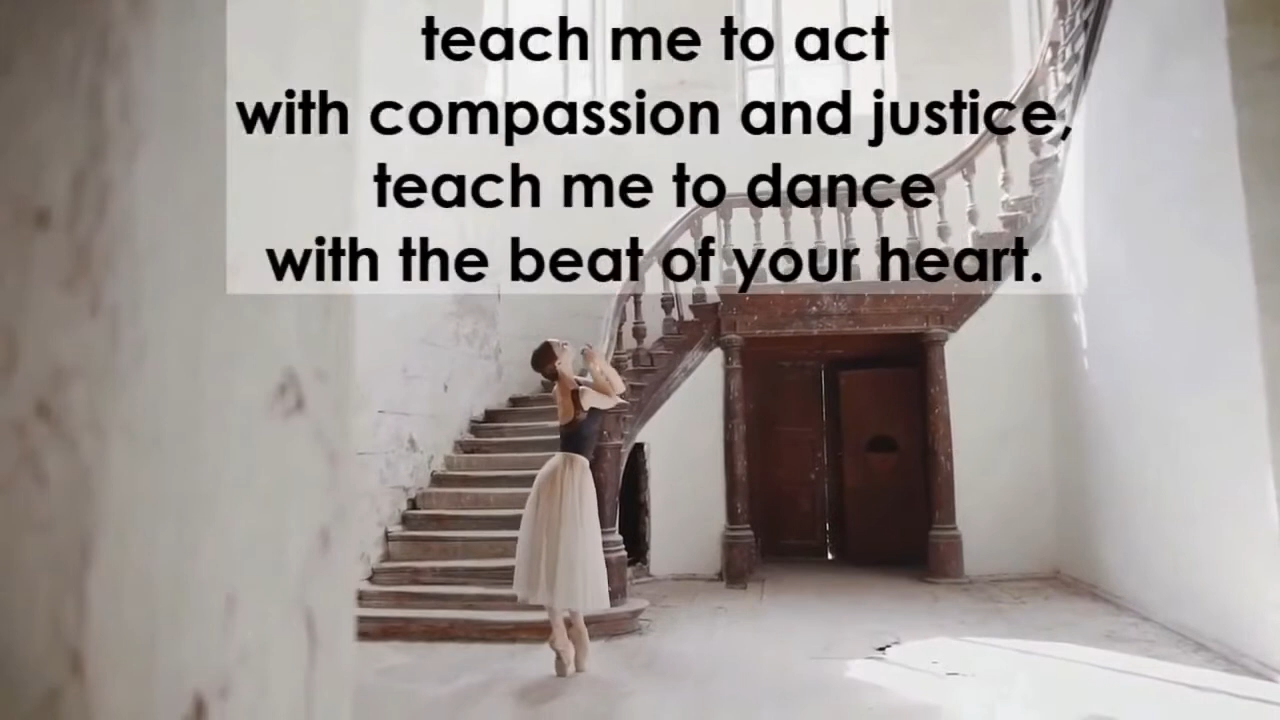 teach me to act
with compassion and justice,
teach me to dance
with the beat of your heart.